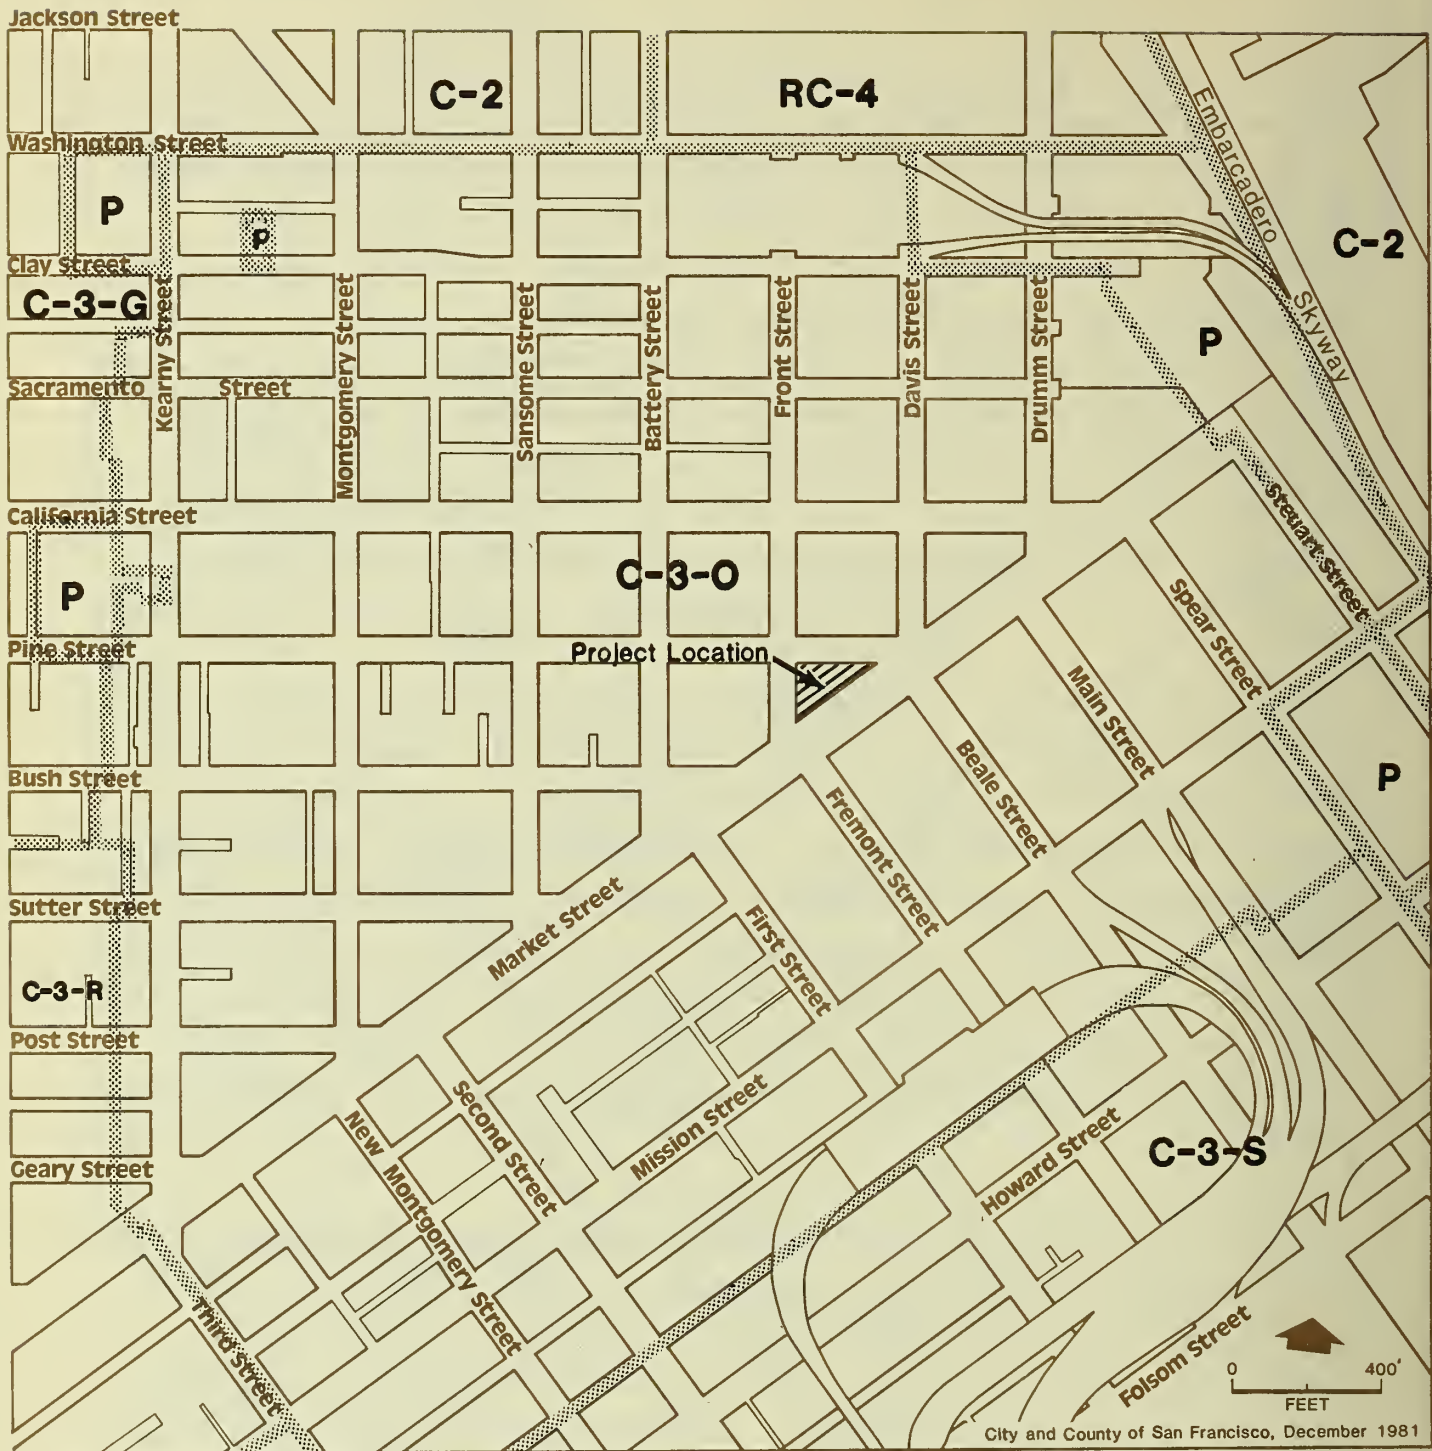 Jackson Street
C-2
RC-4
Washington Street
Embarcadero
Skyway
P
P
C-2
Clay Street
C-3-G
Kearny Street
Montgomery Street
Sansome Street
Battery Street
Front Street
Davis Street
Drumm Street
P
Sacramento Street
California Street
Steuart Street
C-3-O
P
Spear Street
Pine Street
Project Location
Main Street
Beale Street
P
Bush Street
Fremont Street
Sutter Street
Market Street
First Street
C-3-R
Post Street
Second Street
Mission Street
New Montgomery Street
Howard Street
C-3-S
Geary Street
Third Street
Folsom Street
0 400'
FEET
City and County of San Francisco, December 1981